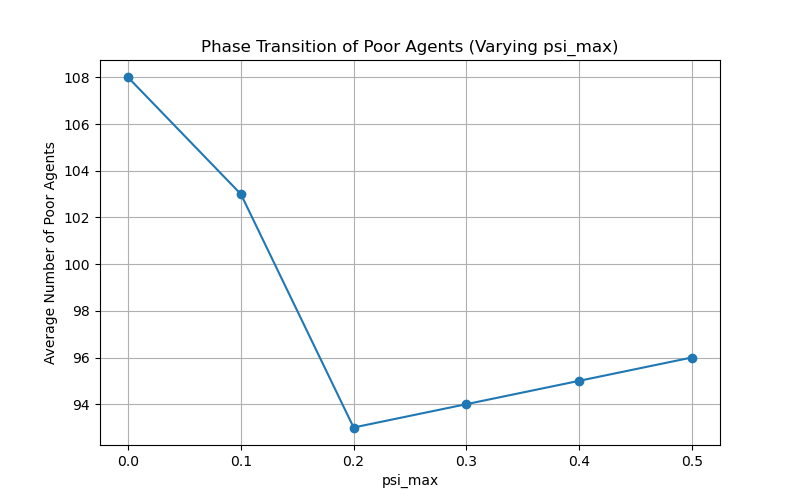 Phase Transition of Poor Agents (Varying psi_max)
Average Number of Poor Agents
108
106
104
102
100
98
96
94
0.0 0.1 0.2 0.3 0.4 0.5
psi_max